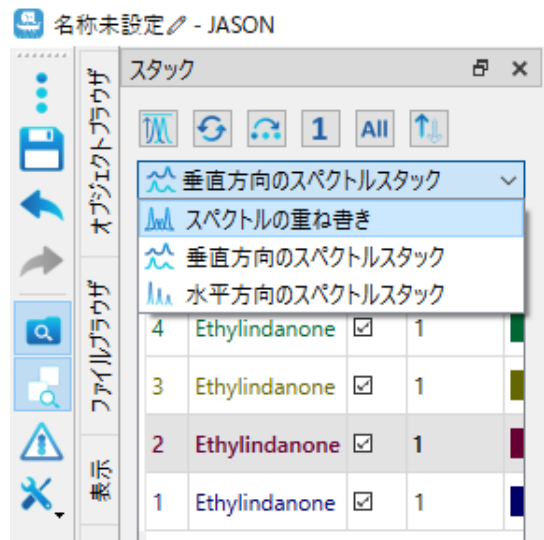 名称未設定 - JASON
オブジェクトブラウザ
ファイルブラウザ
表示
スタック
1 All
垂直方向のスペクトルスタック
スペクトルの重ね書き
垂直方向のスペクトルスタック
水平方向のスペクトルスタック
4 Ethylindanone 1
3 Ethylindanone 1
2 Ethylindanone 1
1 Ethylindanone 1